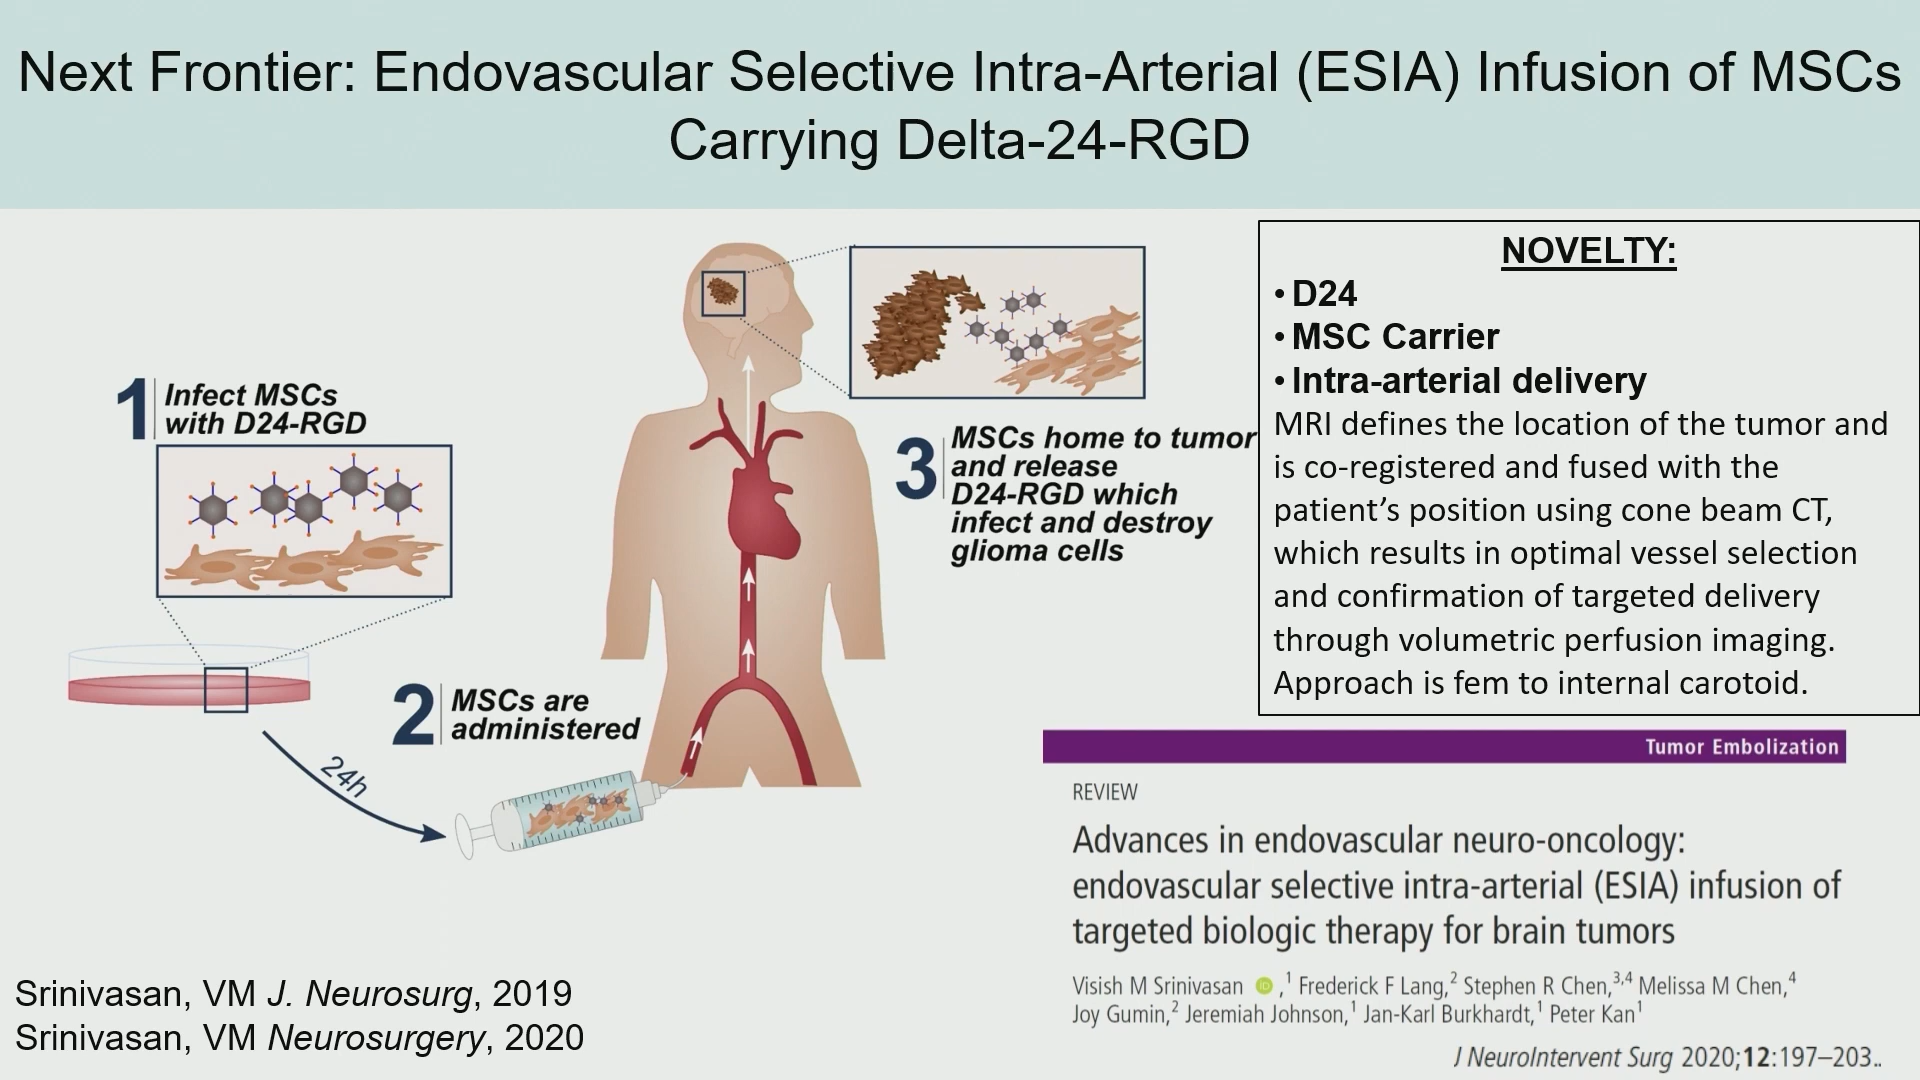 Next Frontier: Endovascular Selective Intra-Arterial (ESIA) Infusion of MSCs
Carrying Delta-24-RGD
1
Infect MSCs
with D24-RGD
24h
2
MSCs are
administered
3
MSCs home to tumor
and release
D24-RGD which
infect and destroy
glioma cells
NOVELTY:
• D24
• MSC Carrier
• Intra-arterial delivery
MRI defines the location of the tumor and
is co-registered and fused with the
patient’s position using cone beam CT,
which results in optimal vessel selection
and confirmation of targeted delivery
through volumetric perfusion imaging.
Approach is fem to internal carotoid.
Tumor Embolization
REVIEW
Advances in endovascular neuro-oncology:
endovascular selective intra-arterial (ESIA) infusion of
targeted biologic therapy for brain tumors
Visish M Srinivasan iD ,1 Frederick F Lang,2 Stephen R Chen,3,4 Melissa M Chen,4
Joy Gumin,2 Jeremiah Johnson,1 Jan-Karl Burkhardt,1 Peter Kan1
J NeuroIntervent Surg 2020;12:197–203..
Srinivasan, VM J. Neurosurg, 2019
Srinivasan, VM Neurosurgery, 2020